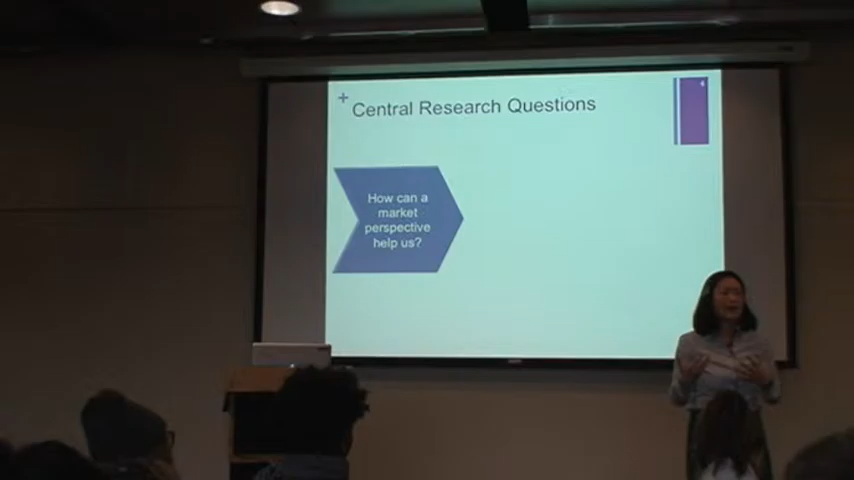 +
Central Research Questions
How can a
market
perspective
help us?